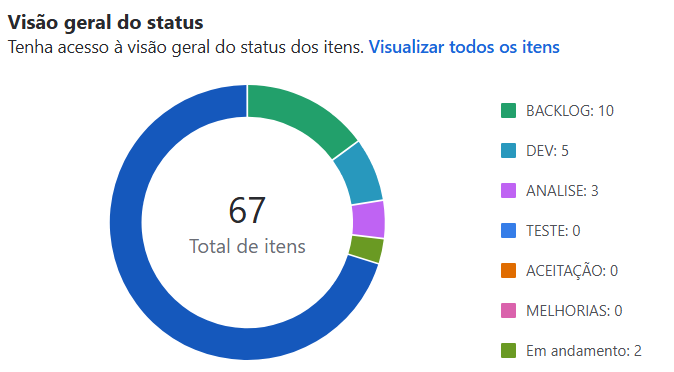 Visão geral do status
Tenha acesso à visão geral do status dos itens. Visualizar todos os itens
67
Total de itens
BACKLOG: 10
DEV: 5
ANALISE: 3
TESTE: 0
ACEITAÇÃO: 0
MELHORIAS: 0
Em andamento: 2